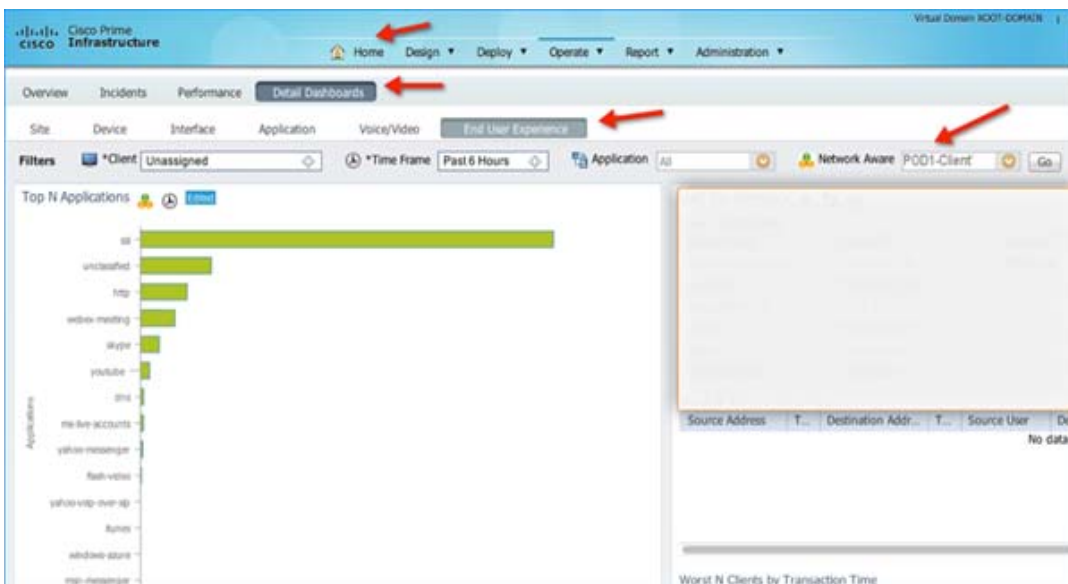 Virtual Domain ROOT-DOMAIN
Cisco Prime
CISCO Infrastructure
Home Design Deploy Operate Report Administration
Overview Incidents Performance Detail Dashboards
Site Device Interface Application Voice/Video End User Experience
Filters *Client Unassigned *Time Frame Past 6 Hours Application All Network Aware POD1-Client Go
Top N Applications Edited
unclassified
http
webex-meeting
skype
youtube
dns
ms-live-accounts
yahoo-messenger
flash-video
yahoo-voip-over-sip
itunes
windows-azure
msn-messenger
Applications
Source Address T... Destination Addr... T... Source User De
No data
Worst N Clients by Transaction Time